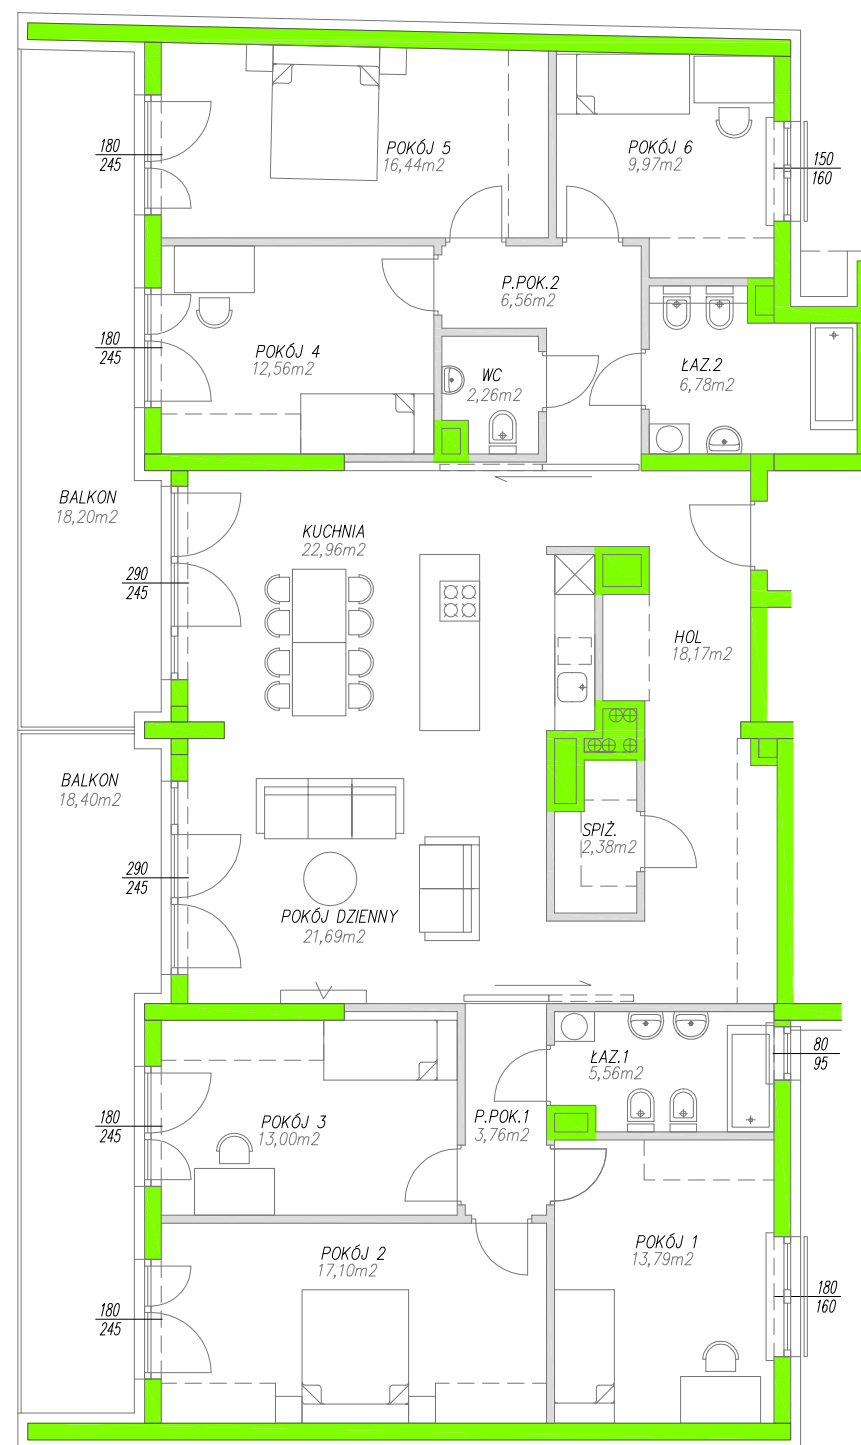 POKÓJ 5
16,44m2
POKÓJ 6
9,97m2
180
245
150
160
P.POK.2
6,56m2
POKÓJ 4
12,56m2
180
245
WC
2,26m2
ŁAZ.2
6,78m2
BALKON
18,20m2
KUCHNIA
22,96m2
290
245
HOL
18,17m2
BALKON
18,40m2
SPIŻ.
2,38m2
290
245
POKÓJ DZIENNY
21,69m2
ŁAZ.1
5,56m2
80
95
POKÓJ 3
13,00m2
180
245
P.POK.1
3,76m2
POKÓJ 2
17,10m2
POKÓJ 1
13,79m2
180
245
180
160